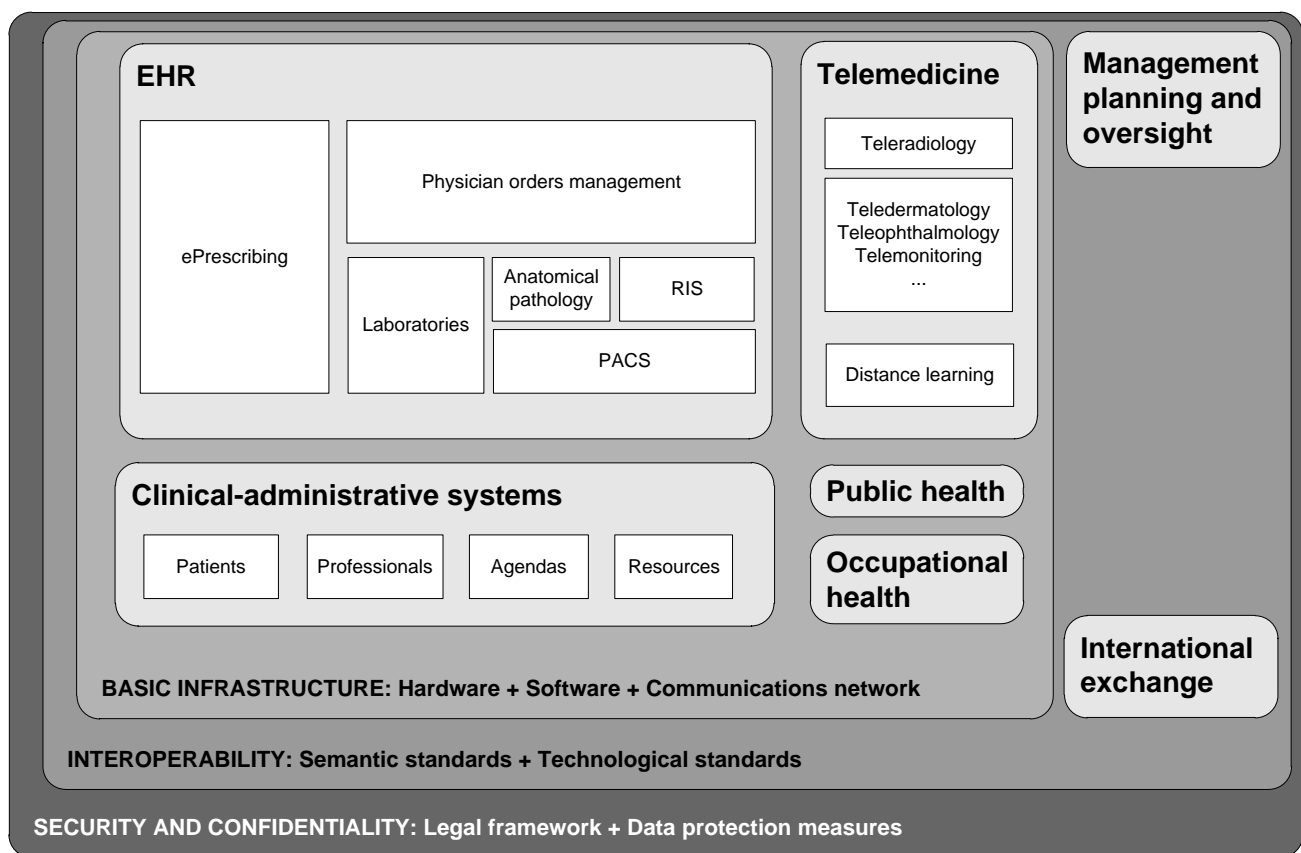 EHR
ePrescribing
Physician orders management
Laboratories
Anatomical
pathology
RIS
PACS
Telemedicine
Teleradiology
Teledermatology
Teleophthalmology
Telemonitoring
...
Distance learning
Management
planning and
oversight
Clinical-administrative systems
Patients
Professionals
Agendas
Resources
Public health
Occupational
health
International
exchange
BASIC INFRASTRUCTURE: Hardware + Software + Communications network
INTEROPERABILITY: Semantic standards + Technological standards
SECURITY AND CONFIDENTIALITY: Legal framework + Data protection measures